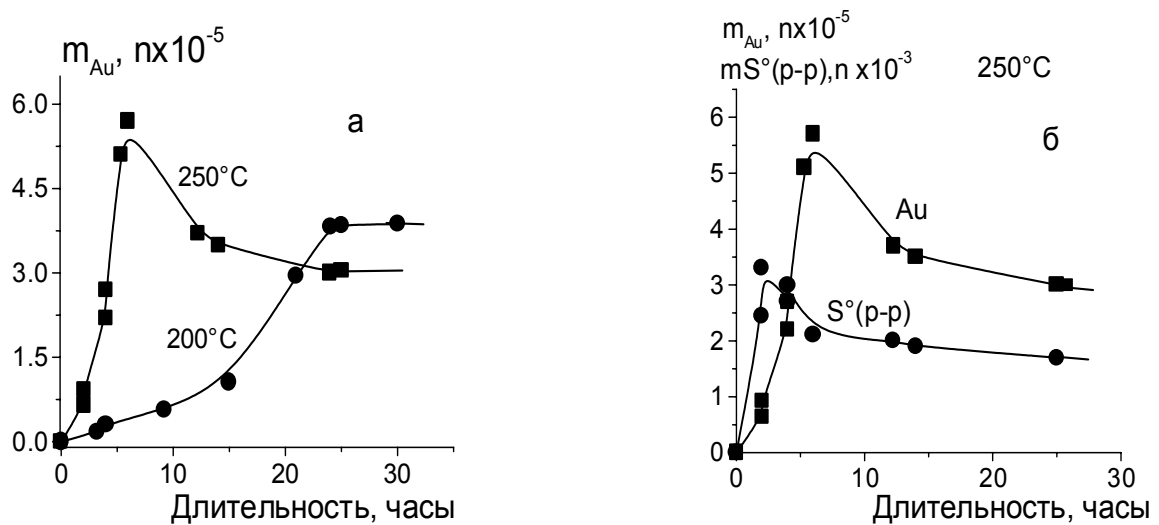 m_Au, nx10^-5
а
6.0
4.5
3.0
1.5
0.0
250°C
200°C
0 10 20 30
Длительность, часы
m_Au, nx10^-5
mS°(p-p),n x10^-3
250°C
б
6
5
4
3
2
1
0
Au
S°(p-p)
0 10 20 30
Длительность, часы